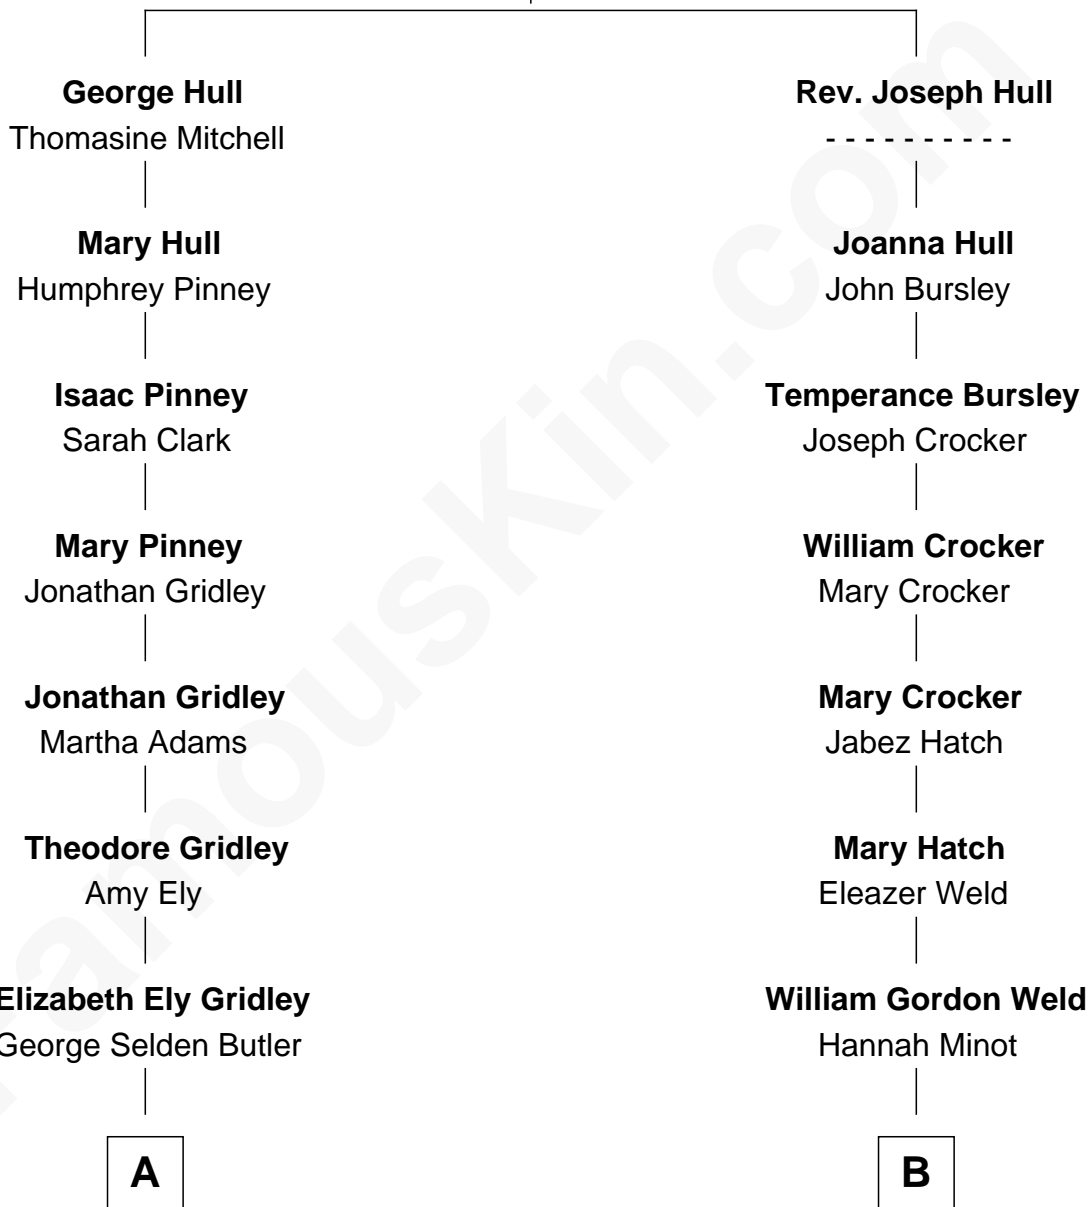 George Hull
Thomasine Mitchell
Rev. Joseph Hull
- - - - - - - - - -
Mary Hull
Humphrey Pinney
Joanna Hull
John Bursley
Isaac Pinney
Sarah Clark
Temperance Bursley
Joseph Crocker
Mary Pinney
Jonathan Gridley
William Crocker
Mary Crocker
Jonathan Gridley
Martha Adams
Mary Crocker
Jabez Hatch
Theodore Gridley
Amy Ely
Mary Hatch
Eleazer Weld
Elizabeth Ely Gridley
George Selden Butler
William Gordon Weld
Hannah Minot
A
B
FamousKin.com